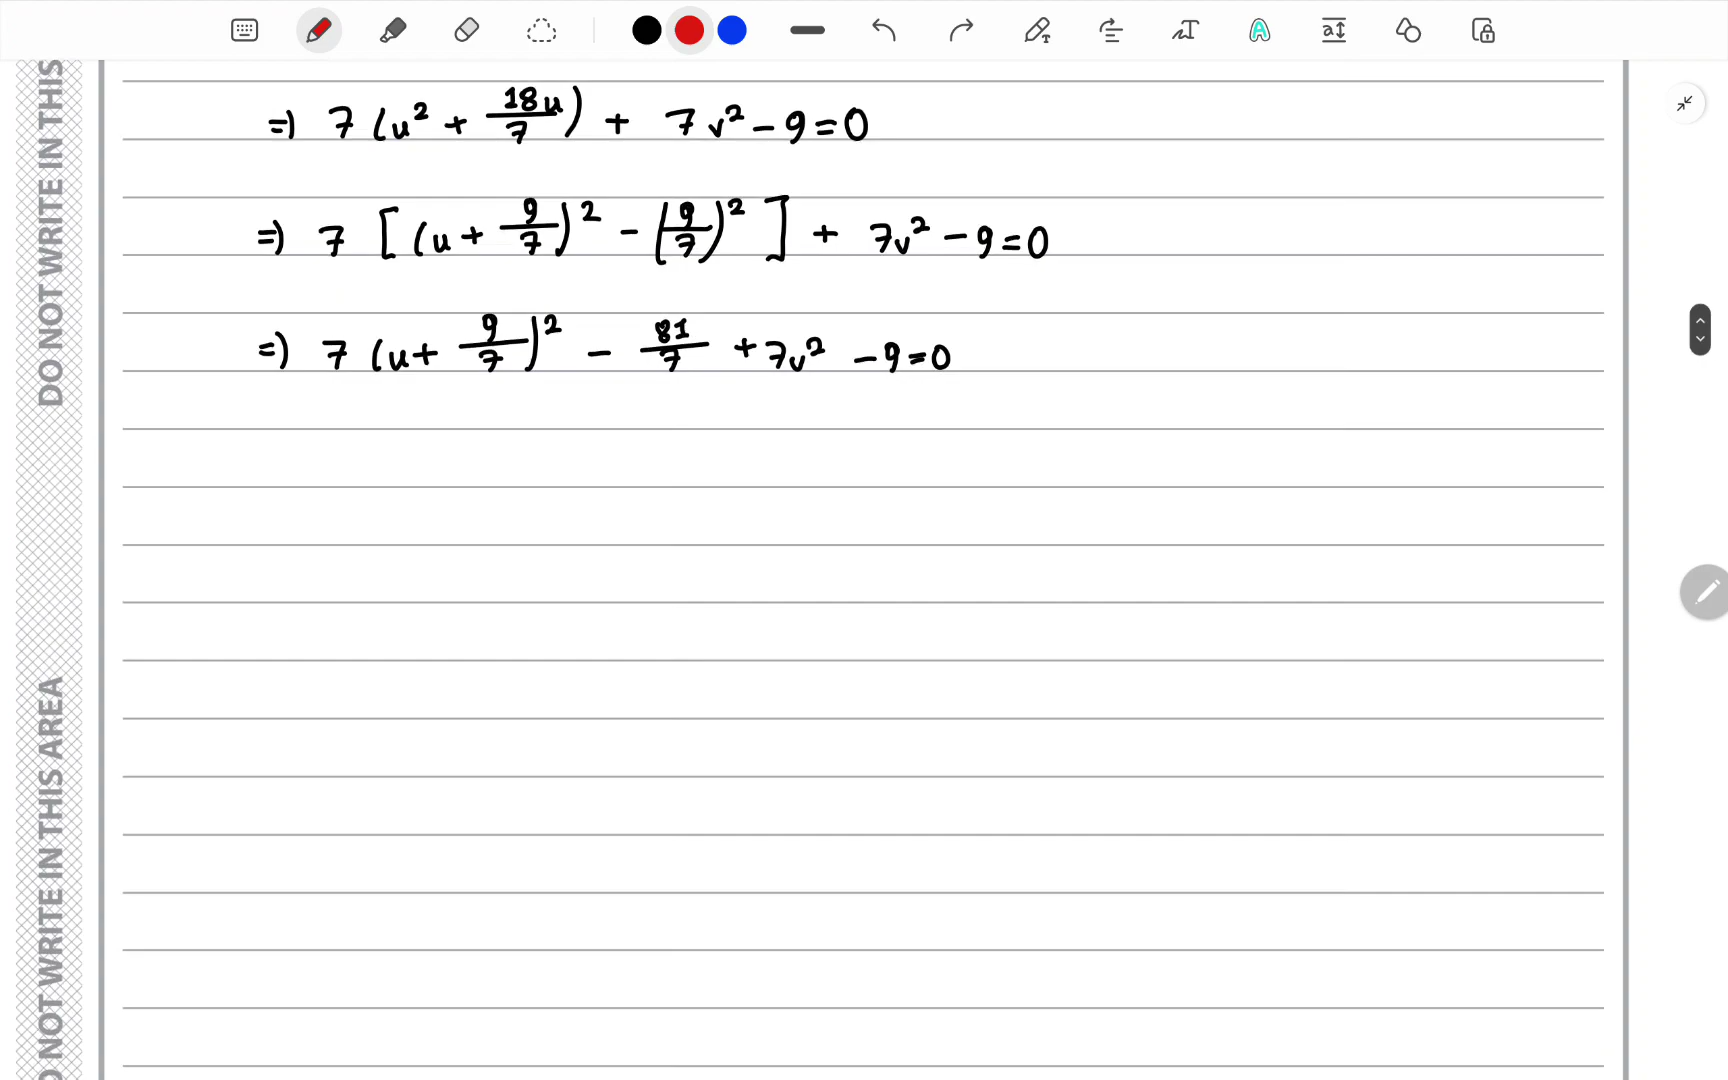 DO NOT WRITE IN THIS
=) 7 (u² + 18u/7) + 7v² - 9 = 0
=) 7 [(u + 9/7)² - (9/7)²] + 7v² - 9 = 0
=) 7 (u + 9/7)² - 81/7 + 7v² - 9 = 0
O NOT WRITE IN THIS AREA